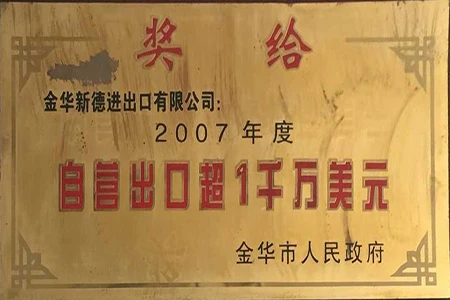 奖给
金华新德进出口有限公司:
2007年度
自营出口超1千万美元
金华市人民政府